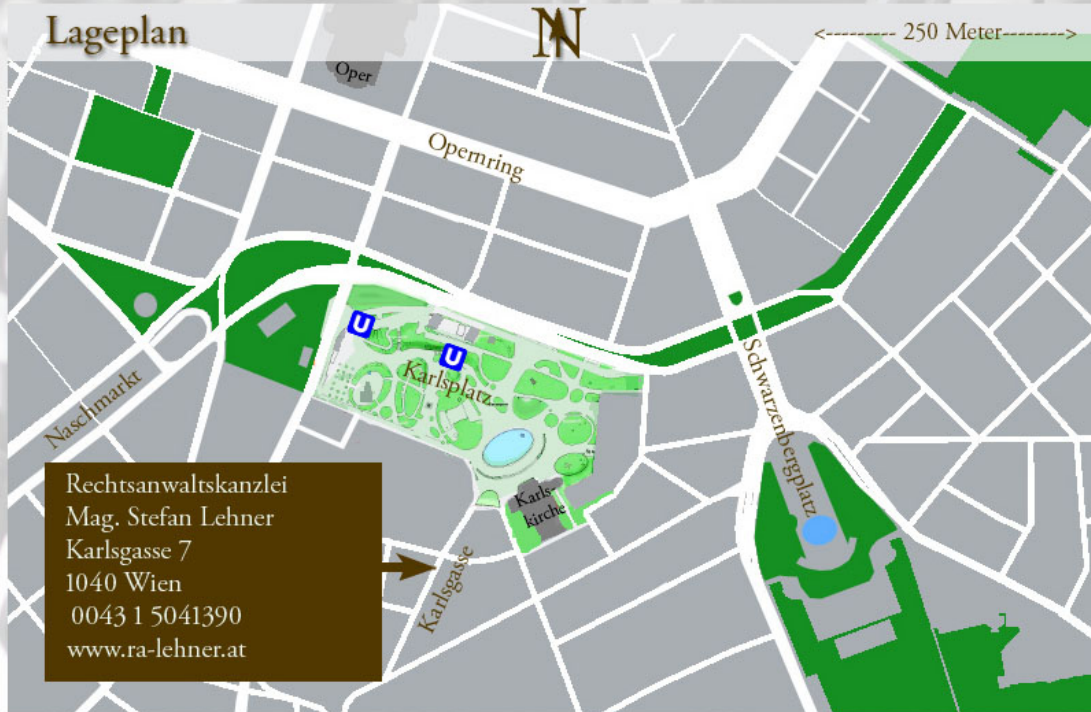 Lageplan
N
<--------- 250 Meter-------->
Oper
Opernring
U
U
Karlsplatz
Naschmarkt
Schwarzenbergplatz
Karls-
kirche
Karlsgasse
Rechtsanwaltskanzlei
Mag. Stefan Lehner
Karlsgasse 7
1040 Wien
0043 1 5041390
www.ra-lehner.at